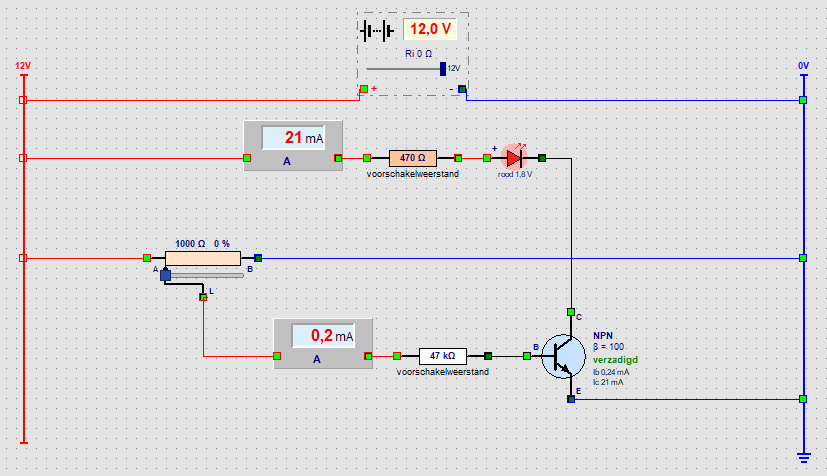 12,0 V
Ri 0 Ω
12V
+ -
12V
0V
21 mA
A
470 Ω
voorschakelweerstand
+
rood 1,8 V
1000 Ω 0 %
A B
L
0,2 mA
A
47 kΩ
voorschakelweerstand
C
B
E
NPN
β = 100
verzadigd
Ib 0,24 mA
Ic 21 mA